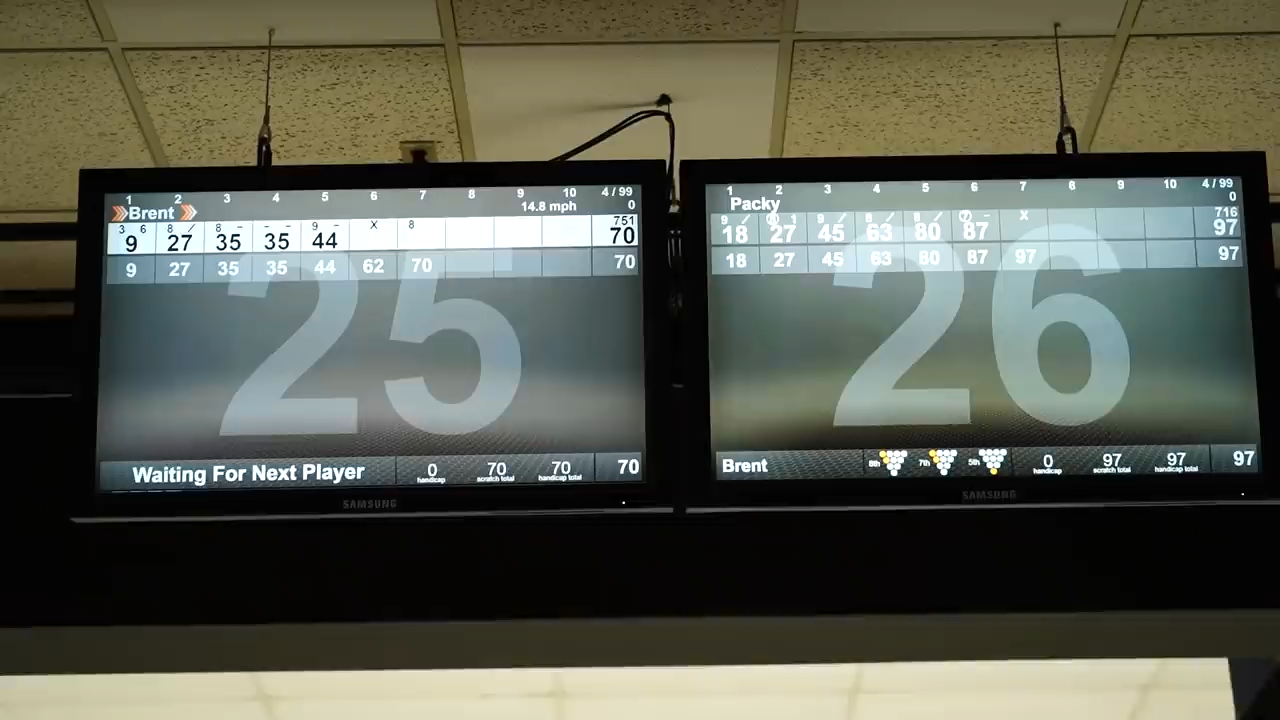 1 2 3 4 5 6 7 8 9 10 4 / 99
Brent 14.8 mph 0
3 6 8 / 8 - - - 9 - X 8 751
9 27 35 35 44 70
9 27 35 35 44 62 70 70
25
Waiting For Next Player 0 handicap 70 scratch total 70 handicap total 70
SAMSUNG
1 2 3 4 5 6 7 8 9 10 4 / 99
Packy 0
9 / 8 1 9 / 8 / 8 / 7 - X 716
18 27 45 63 80 87 97
18 27 45 63 80 87 97 97
26
Brent 8th 7th 5th 0 handicap 97 scratch total 97 handicap total 97
SAMSUNG